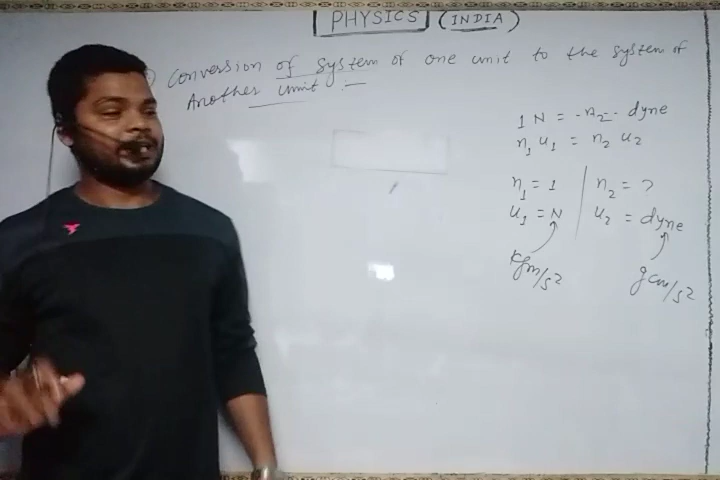 PHYSICS (INDIA)
Conversion of system of one unit to the system of
Another unit :-
1 N = -n2-- dyne
n1 u1 = n2 u2
n1 = 1 | n2 = ?
u1 = N | u2 = dyne
kgm/s2 gcm/s2